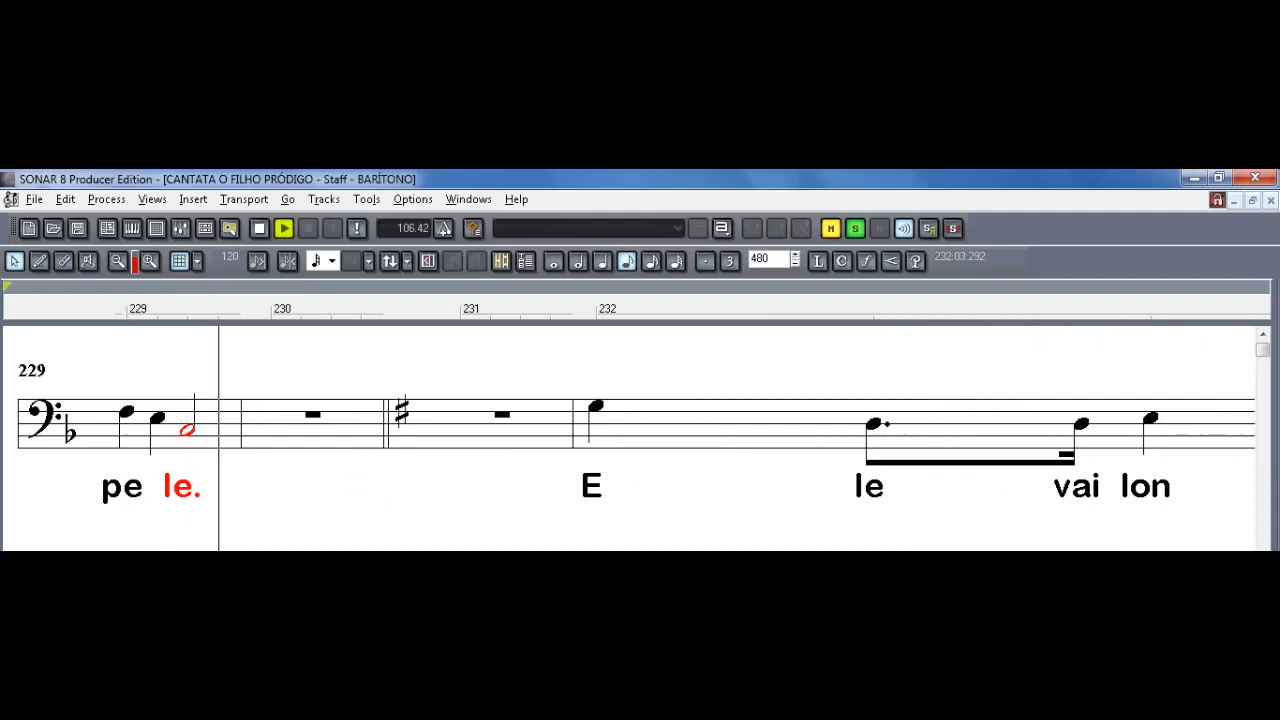 SONAR 8 Producer Edition - [CANTATA O FILHO PRÓDIGO - Staff - BARÍTONO]
File Edit Process Views Insert Transport Go Tracks Tools Options Windows Help
106.42 M S
120 3 480 L C f < 232:03:292
229 230 231 232
229
pe le. E le vai lon